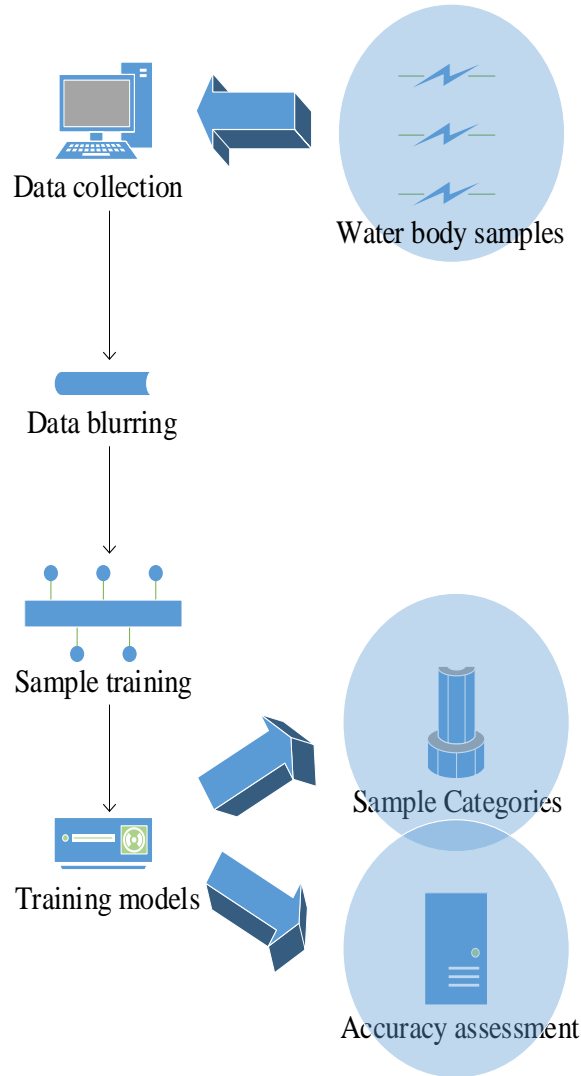 Data collection
Water body samples
Data blurring
Sample training
Sample Categories
Training models
Accuracy assessment